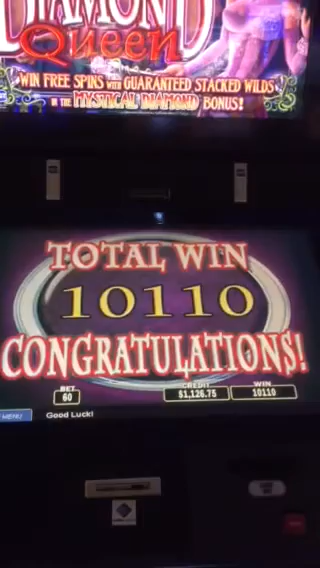 DIAMOND
Queen
WIN FREE SPINS WITH GUARANTEED STACKED WILDS
IN THE MYSTICAL DIAMOND BONUS!
TOTAL WIN
10110
CONGRATULATIONS!
BET CREDIT WIN
60 $1,126.75 10110
MENU Good Luck!